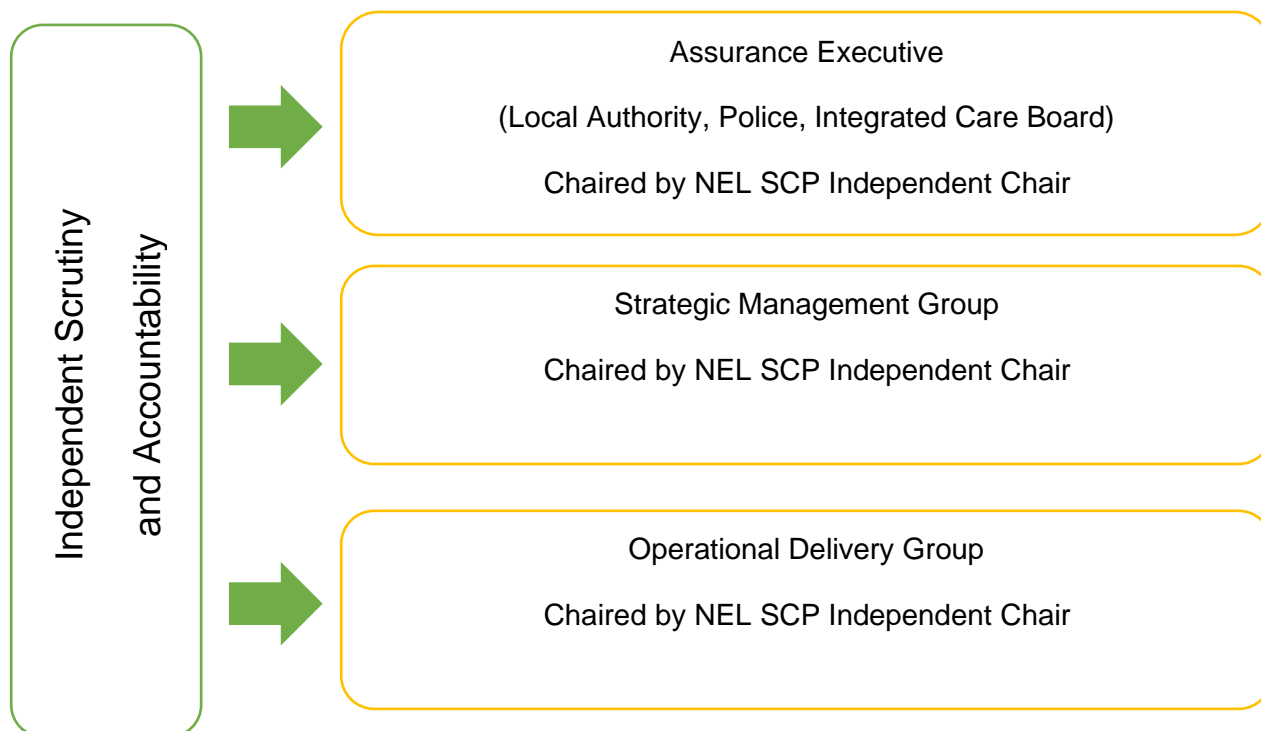 Independent Scrutiny
and Accountability
Assurance Executive
(Local Authority, Police, Integrated Care Board)
Chaired by NEL SCP Independent Chair
Strategic Management Group
Chaired by NEL SCP Independent Chair
Operational Delivery Group
Chaired by NEL SCP Independent Chair